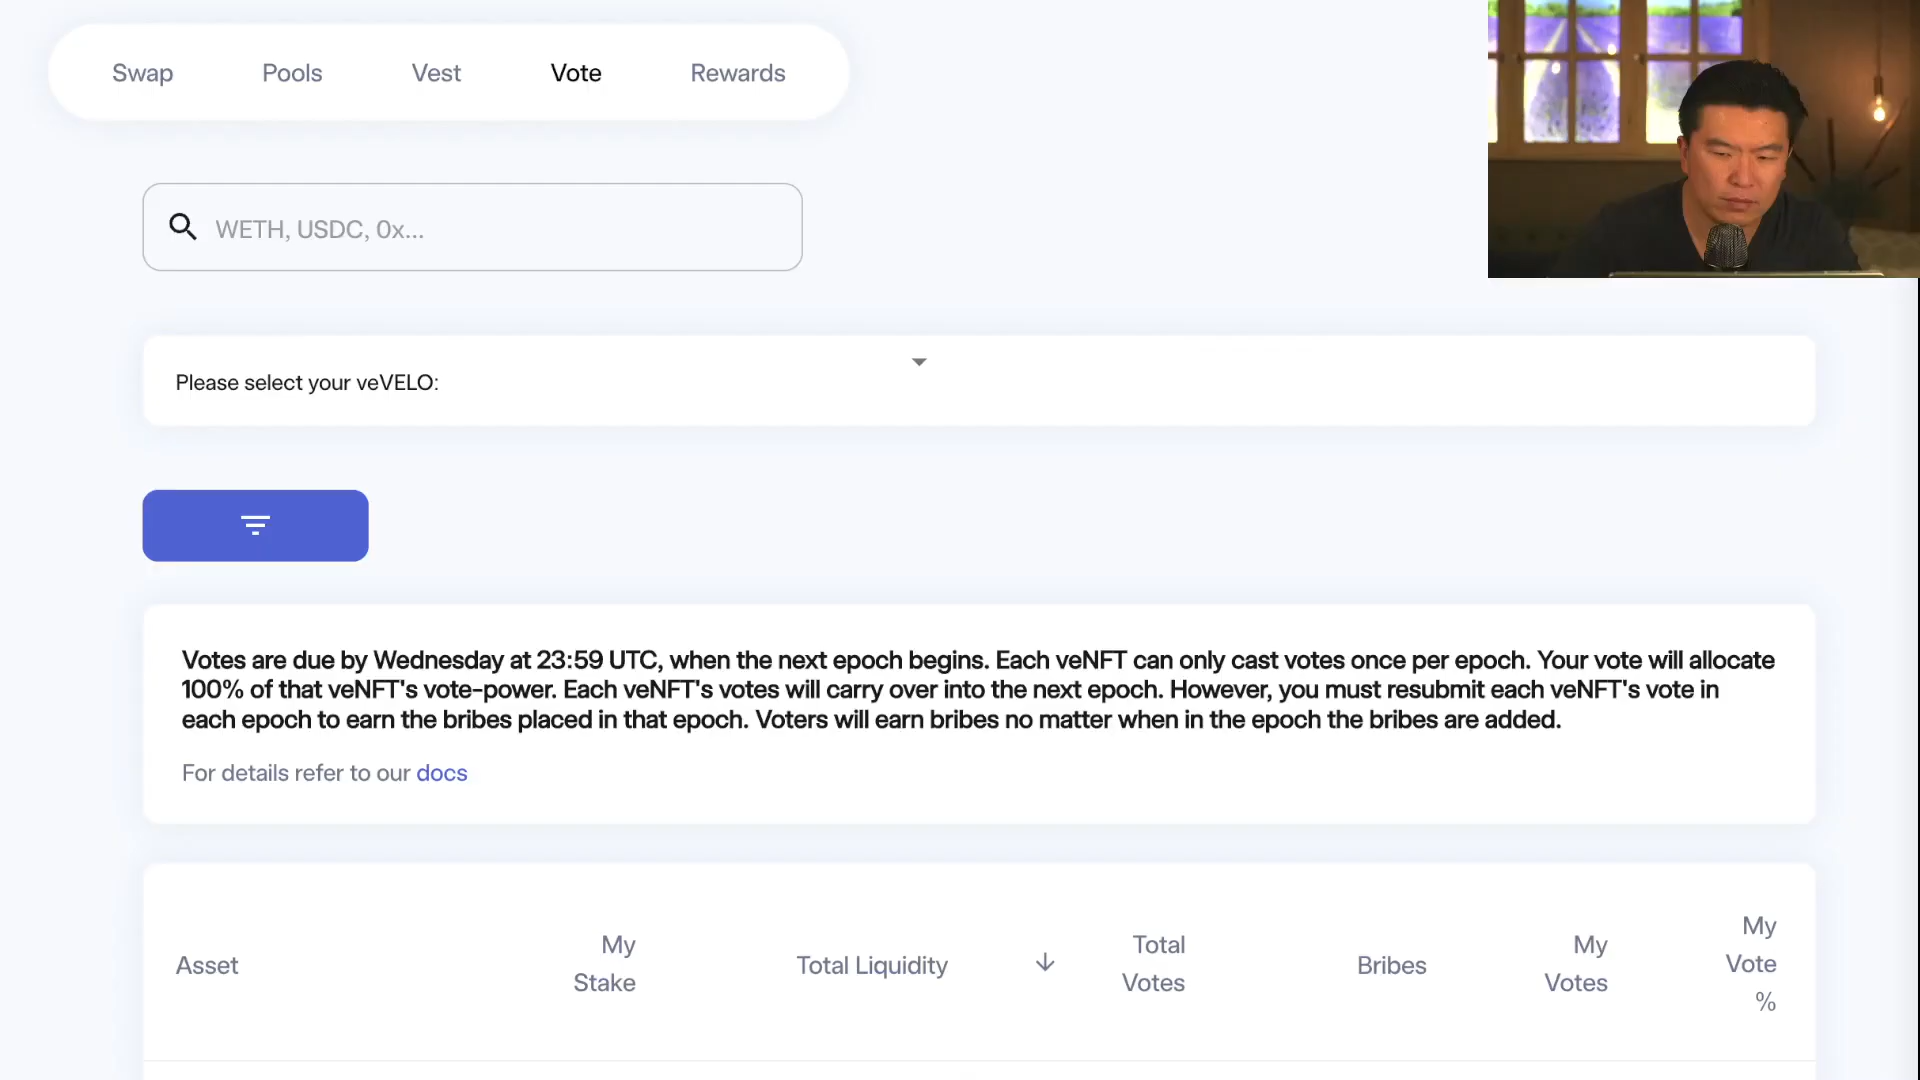 Swap Pools Vest Vote Rewards
WETH, USDC, 0x...
Please select your veVELO:
Votes are due by Wednesday at 23:59 UTC, when the next epoch begins. Each veNFT can only cast votes once per epoch. Your vote will allocate
100% of that veNFT's vote-power. Each veNFT's votes will carry over into the next epoch. However, you must resubmit each veNFT's vote in
each epoch to earn the bribes placed in that epoch. Voters will earn bribes no matter when in the epoch the bribes are added.
For details refer to our docs
Asset
My
Stake
Total Liquidity
Total
Votes
Bribes
My
Votes
My
Vote
%